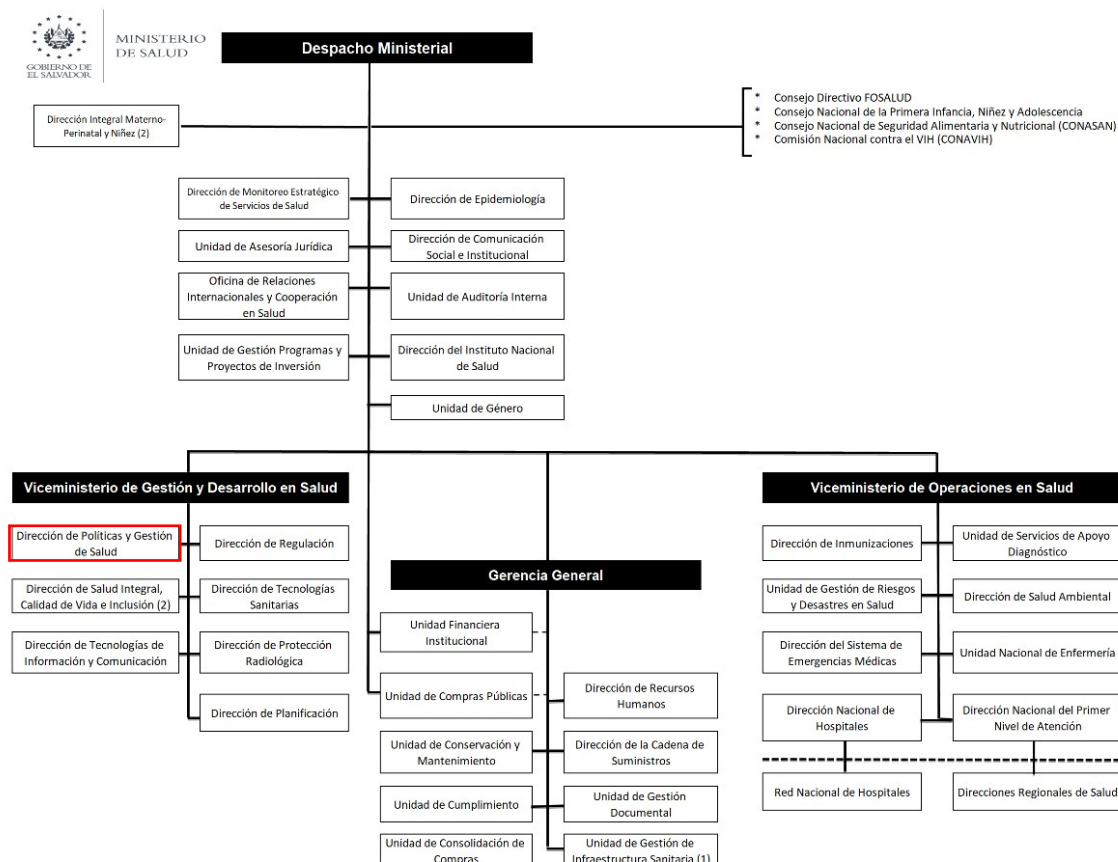 GOBIERNO DE
EL SALVADOR
MINISTERIO
DE SALUD
Despacho Ministerial
Dirección Integral Materno-
Perinatal y Niñez (2)
* Consejo Directivo FOSALUD
* Consejo Nacional de la Primera Infancia, Niñez y Adolescencia
* Consejo Nacional de Seguridad Alimentaria y Nutricional (CONASAN)
* Comisión Nacional contra el VIH (CONAVIH)
Dirección de Monitoreo Estratégico
de Servicios de Salud
Dirección de Epidemiología
Unidad de Asesoría Jurídica
Dirección de Comunicación
Social e Institucional
Oficina de Relaciones
Internacionales y Cooperación
en Salud
Unidad de Auditoría Interna
Unidad de Gestión Programas y
Proyectos de Inversión
Dirección del Instituto Nacional
de Salud
Unidad de Género
Viceministerio de Gestión y Desarrollo en Salud
Dirección de Políticas y Gestión
de Salud
Dirección de Regulación
Dirección de Salud Integral,
Calidad de Vida e Inclusión (2)
Dirección de Tecnologías
Sanitarias
Dirección de Tecnologías de
Información y Comunicación
Dirección de Protección
Radiológica
Dirección de Planificación
Gerencia General
Unidad Financiera
Institucional
Unidad de Compras Públicas
Dirección de Recursos
Humanos
Unidad de Conservación y
Mantenimiento
Dirección de la Cadena de
Suministros
Unidad de Cumplimiento
Unidad de Gestión
Documental
Unidad de Consolidación de
Compras
Unidad de Gestión de
Infraestructura Sanitaria (1)
Viceministerio de Operaciones en Salud
Dirección de Inmunizaciones
Unidad de Servicios de Apoyo
Diagnóstico
Unidad de Gestión de Riesgos
y Desastres en Salud
Dirección de Salud Ambiental
Dirección del Sistema de
Emergencias Médicas
Unidad Nacional de Enfermería
Dirección Nacional de
Hospitales
Dirección Nacional del Primer
Nivel de Atención
Red Nacional de Hospitales
Direcciones Regionales de Salud